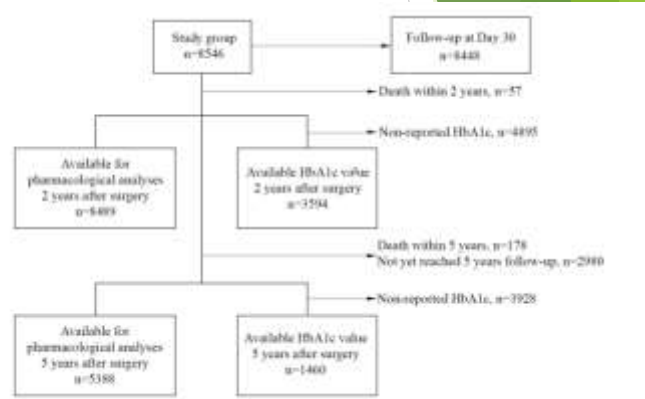 Study group
n=8546
Follow-up at Day 30
n=8448
Death within 2 years, n=57
Non-reported HbA1c, n=4895
Available for
pharmacological analyses
2 years after surgery
n=8489
Available HbA1c value
2 years after surgery
n=3594
Death within 5 years, n=178
Not yet reached 5 years follow-up, n=2980
Non-reported HbA1c, n=3928
Available for
pharmacological analyses
5 years after surgery
n=5388
Available HbA1c value
5 years after surgery
n=1460